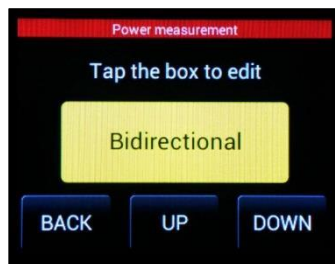 Power measurement
Tap the box to edit
Bidirectional
BACK UP DOWN